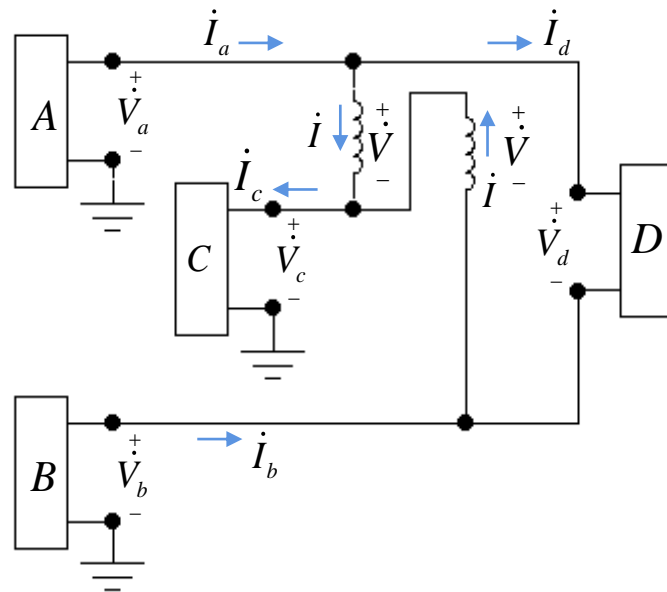 İ_a İ_d
A + V̇_a −
İ + V̇ −
İ + V̇ −
İ_c
C + V̇_c −
+ V̇_d − D
B + V̇_b −
İ_b